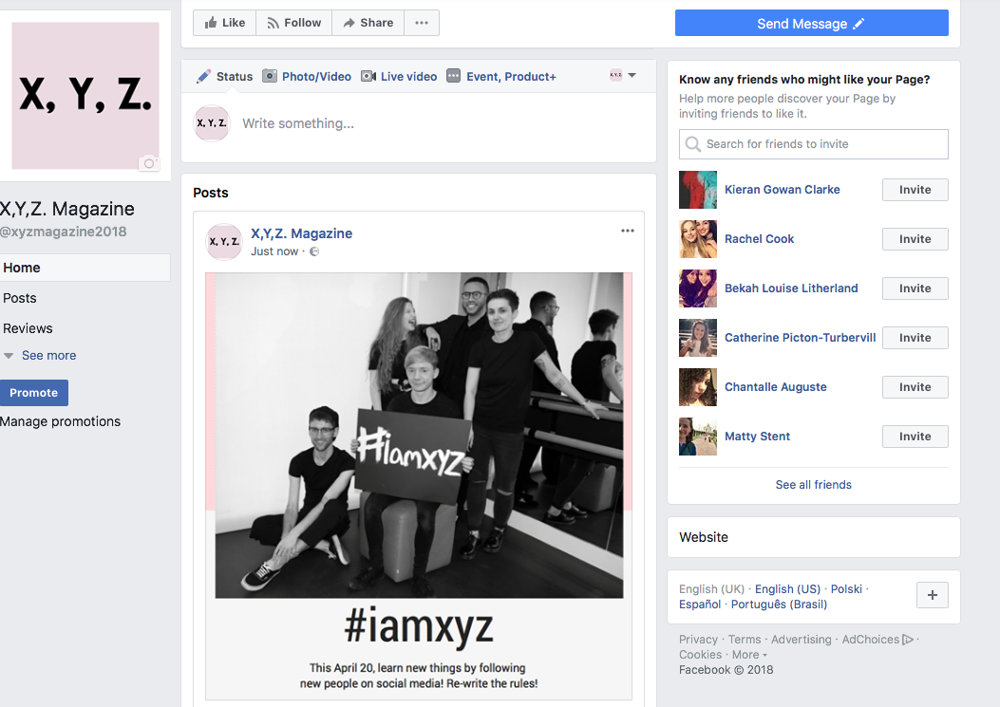 Like
Follow
Share
Send Message
X, Y, Z.
X,Y,Z. Magazine
@xyzmagazine2018
Home
Posts
Reviews
See more
Promote
Manage promotions
Status
Photo/Video
Live video
Event, Product+
X, Y, Z.
X, Y, Z.
Write something...
Posts
X, Y, Z.
X,Y,Z. Magazine
Just now ·
#iamxyz
#iamxyz
This April 20, learn new things by following
new people on social media! Re-write the rules!
Know any friends who might like your Page?
Help more people discover your Page by
inviting friends to like it.
Search for friends to invite
Kieran Gowan Clarke Invite
Rachel Cook Invite
Bekah Louise Litherland Invite
Catherine Picton-Turbervill Invite
Chantalle Auguste Invite
Matty Stent Invite
See all friends
Website
English (UK) · English (US) · Polski ·
Español · Português (Brasil)
+
Privacy · Terms · Advertising · AdChoices ·
Cookies · More
Facebook © 2018